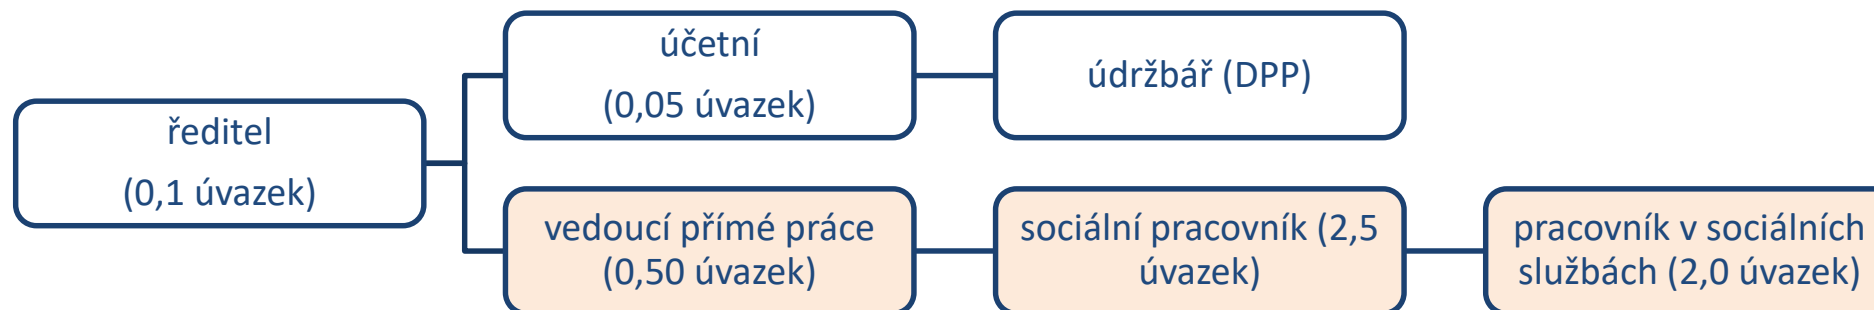 ředitel
(0,1 úvazek)
účetní
(0,05 úvazek)
údržbář (DPP)
vedoucí přímé práce
(0,50 úvazek)
sociální pracovník (2,5
úvazek)
pracovník v sociálních
službách (2,0 úvazek)